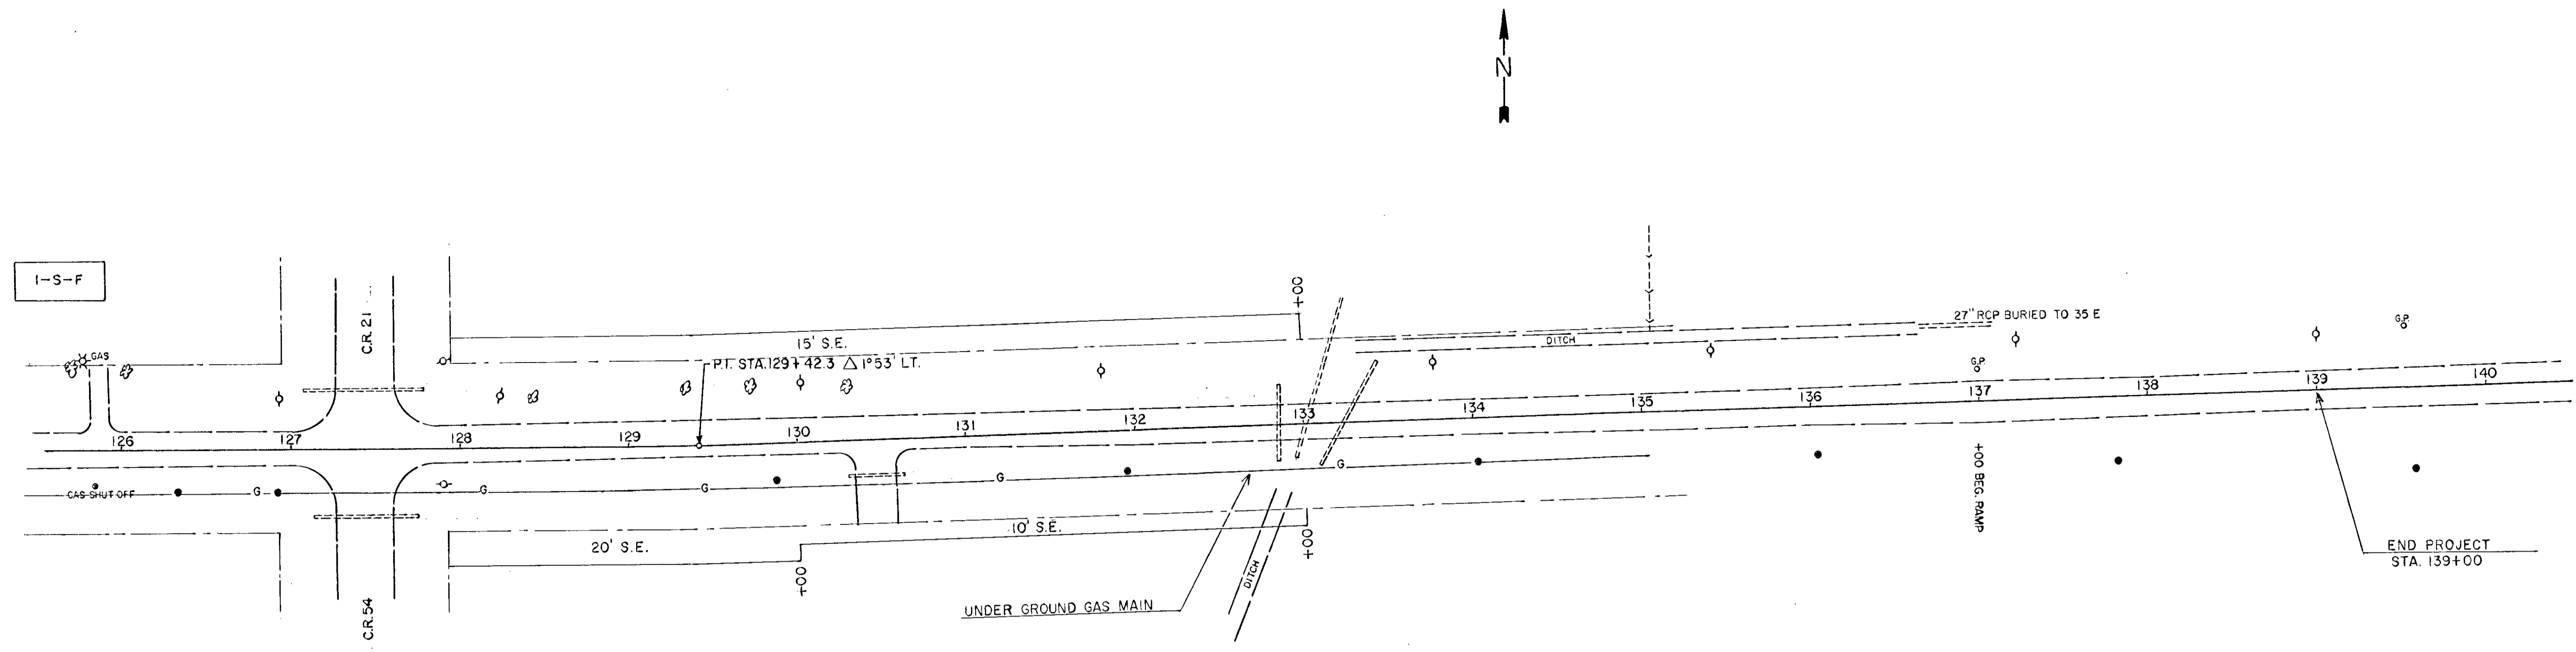 N
I-S-F
C.R. 21
+00
15' S.E.
P.I. STA. 129+42.3 △ 1°53' LT.
GAS
DITCH
27" RCP BURIED TO 35 E
G.P.
G.P.
126 127 128 129 130 131 132 133 134 135 136 137 138 139 140
GAS SHUT OFF
G G G G G
+00 BEG. RAMP
20' S.E.
10' S.E.
+00
+00
DITCH
C.R. 54
UNDER GROUND GAS MAIN
END PROJECT
STA. 139+00